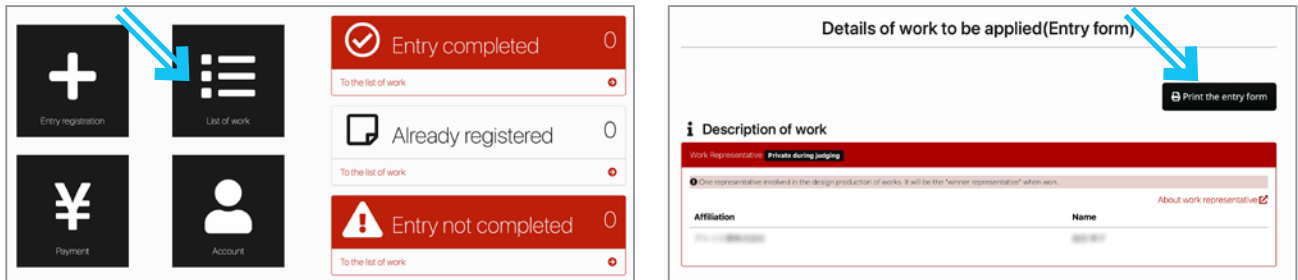 Entry registration
List of work
Payment
Account
Entry completed 0
To the list of work
Already registered 0
To the list of work
Entry not completed 0
To the list of work
Details of work to be applied(Entry form)
Print the entry form
Description of work
Work Representative Private during judging
One representative involved in the design production of works. It will be the "winner representative" when won.
About work representative
Affiliation Name